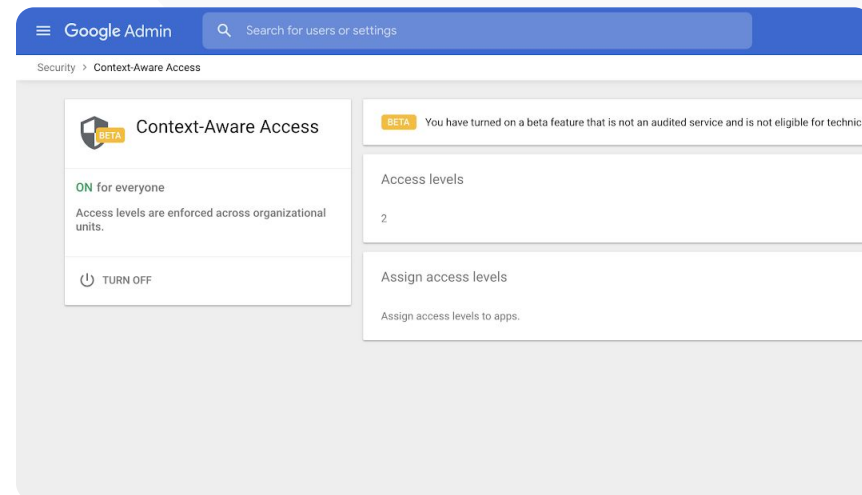 Google Admin
Search for users or settings
Security > Context-Aware Access
BETA
Context-Aware Access
ON for everyone
Access levels are enforced across organizational
units.
TURN OFF
BETA You have turned on a beta feature that is not an audited service and is not eligible for
Access levels
2
Assign access levels
Assign access levels to apps.